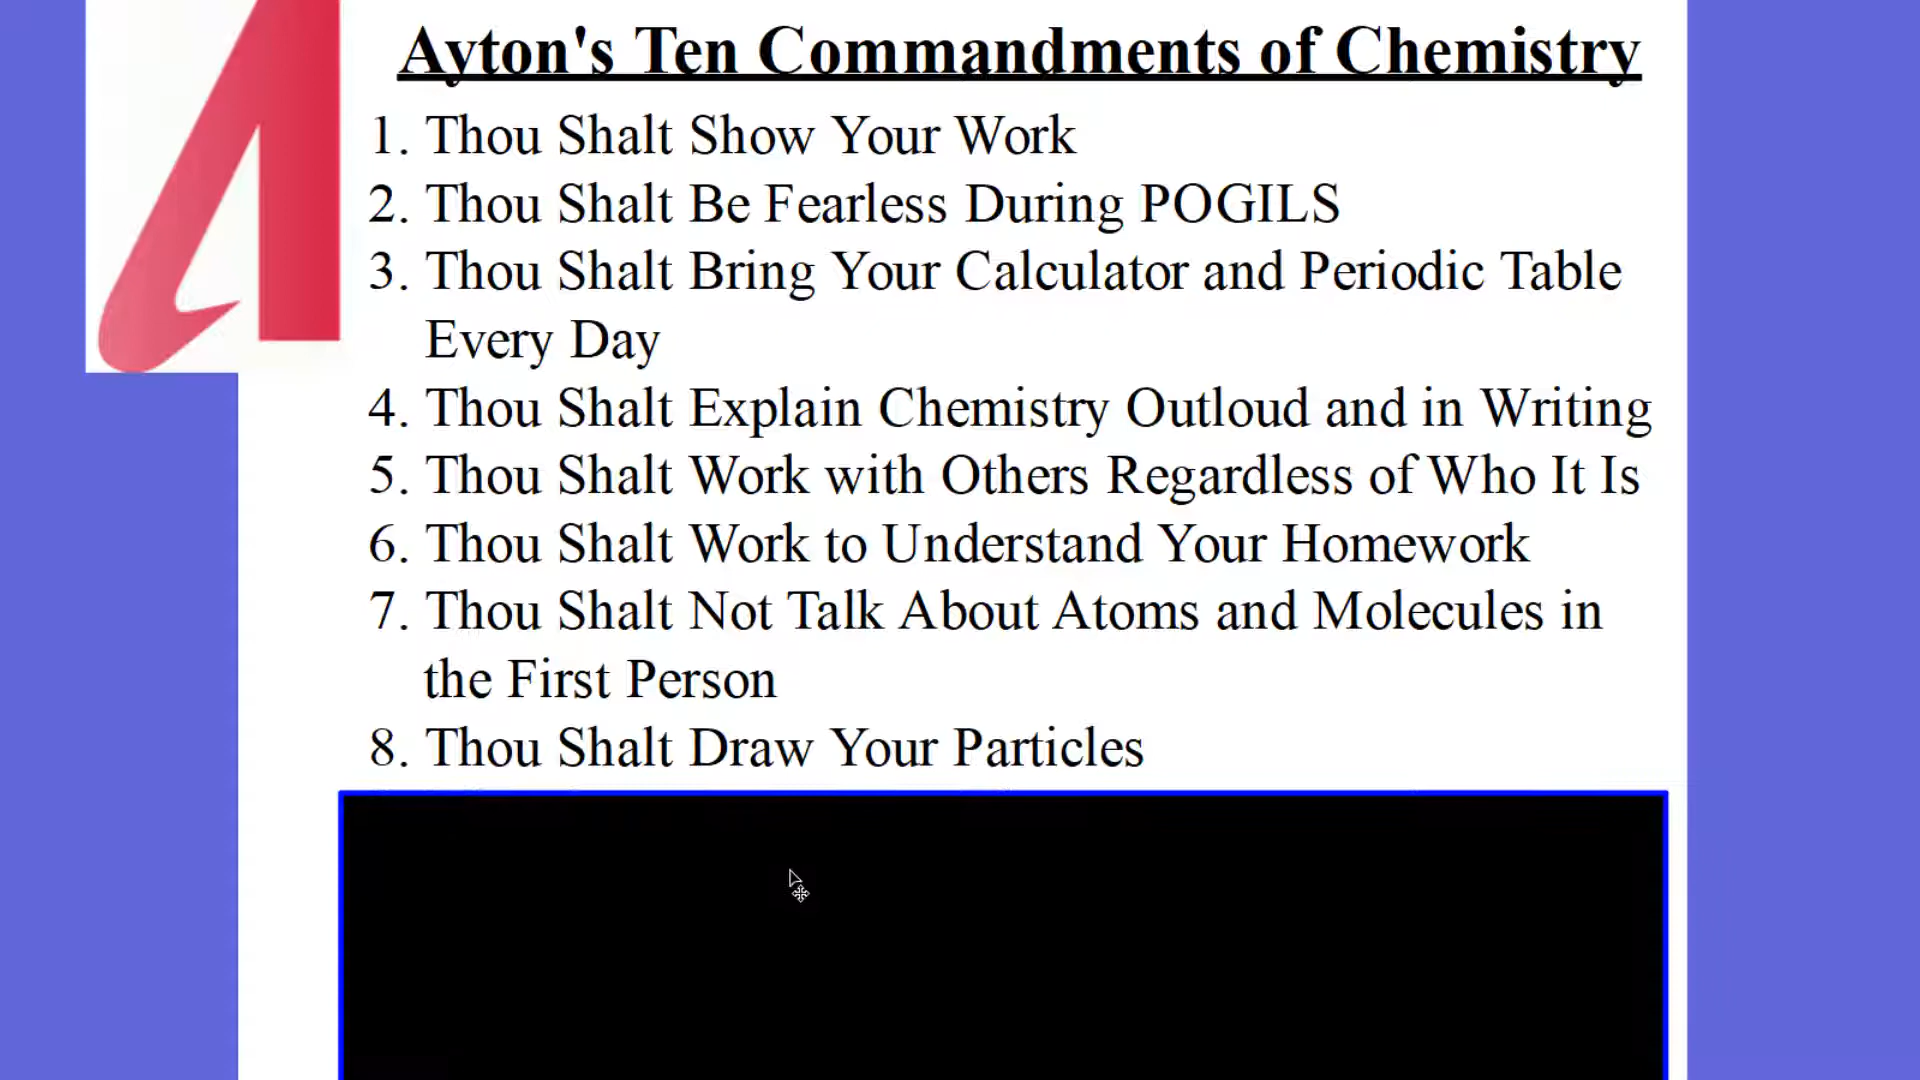 Ayton's Ten Commandments of Chemistry
1. Thou Shalt Show Your Work
2. Thou Shalt Be Fearless During POGILS
3. Thou Shalt Bring Your Calculator and Periodic Table
Every Day
4. Thou Shalt Explain Chemistry Outloud and in Writing
5. Thou Shalt Work with Others Regardless of Who It Is
6. Thou Shalt Work to Understand Your Homework
7. Thou Shalt Not Talk About Atoms and Molecules in
the First Person
8. Thou Shalt Draw Your Particles